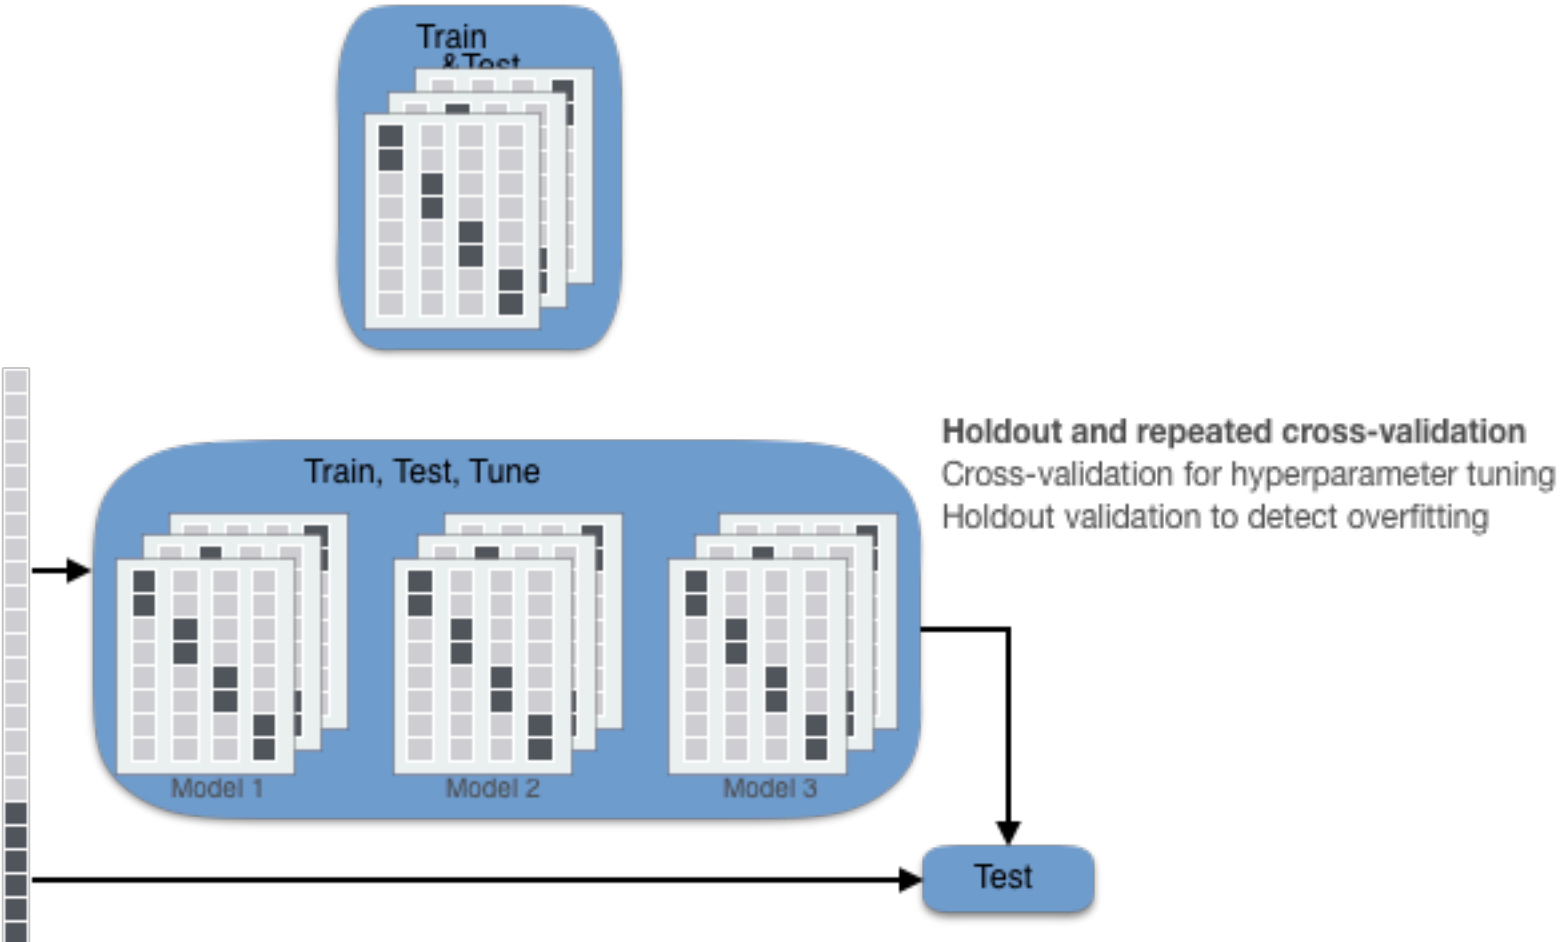 Train
&Test
Train, Test, Tune
Holdout and repeated cross-validation
Cross-validation for hyperparameter tuning
Holdout validation to detect overfitting
Model 1
Model 2
Model 3
Test